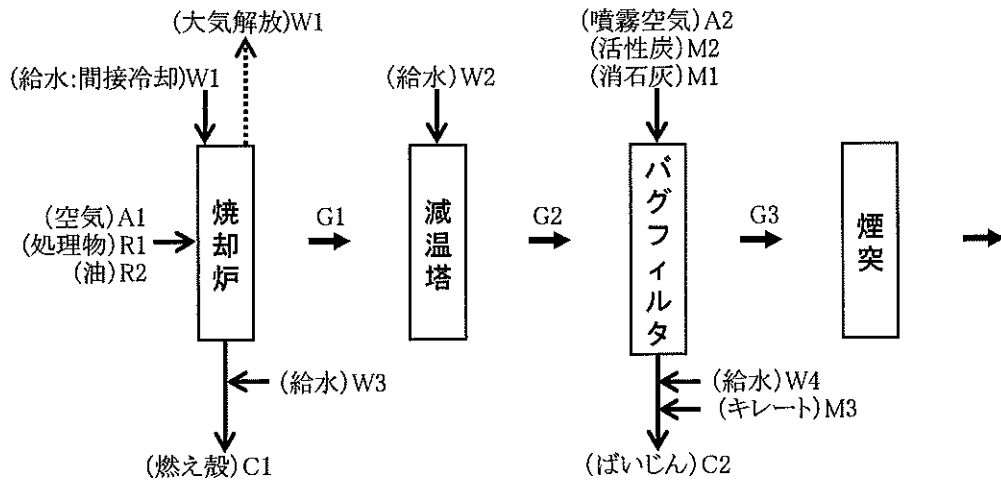 (大気解放)W1
(給水:間接冷却)W1
(給水)W2
(噴霧空気)A2
(活性炭)M2
(消石灰)M1
(空気)A1
(処理物)R1
(油)R2
焼却炉
G1
減温塔
G2
バグフィルタ
G3
煙突
(給水)W3
(燃え殻)C1
(給水)W4
(キレート)M3
(ばいじん)C2